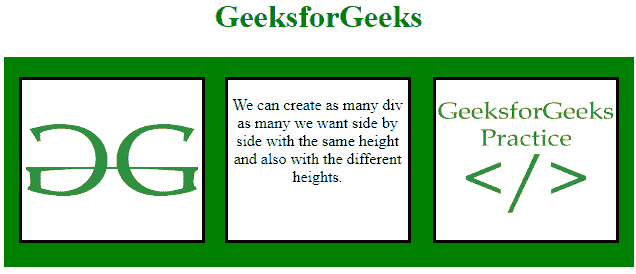 GeeksforGeeks
We can create as many div
as many we want side by
side with the same height
and also with the different
heights.
GeeksforGeeks
Practice
</>